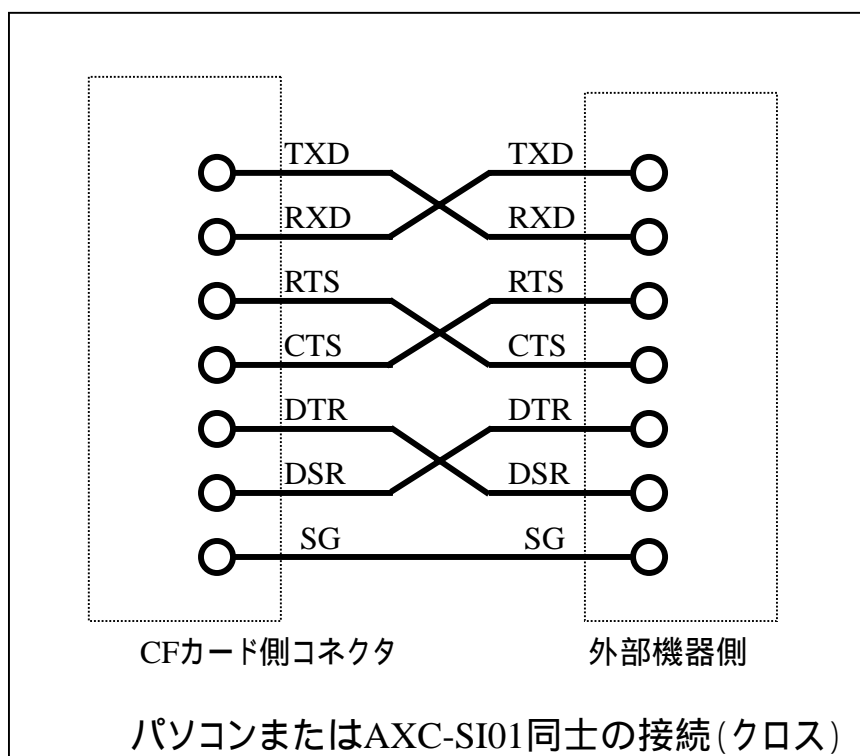 TXD TXD
RXD RXD
RTS RTS
CTS CTS
DTR DTR
DSR DSR
SG SG
CFカード側コネクタ 外部機器側
パソコンまたはAXC-SI01同士の接続(クロス)